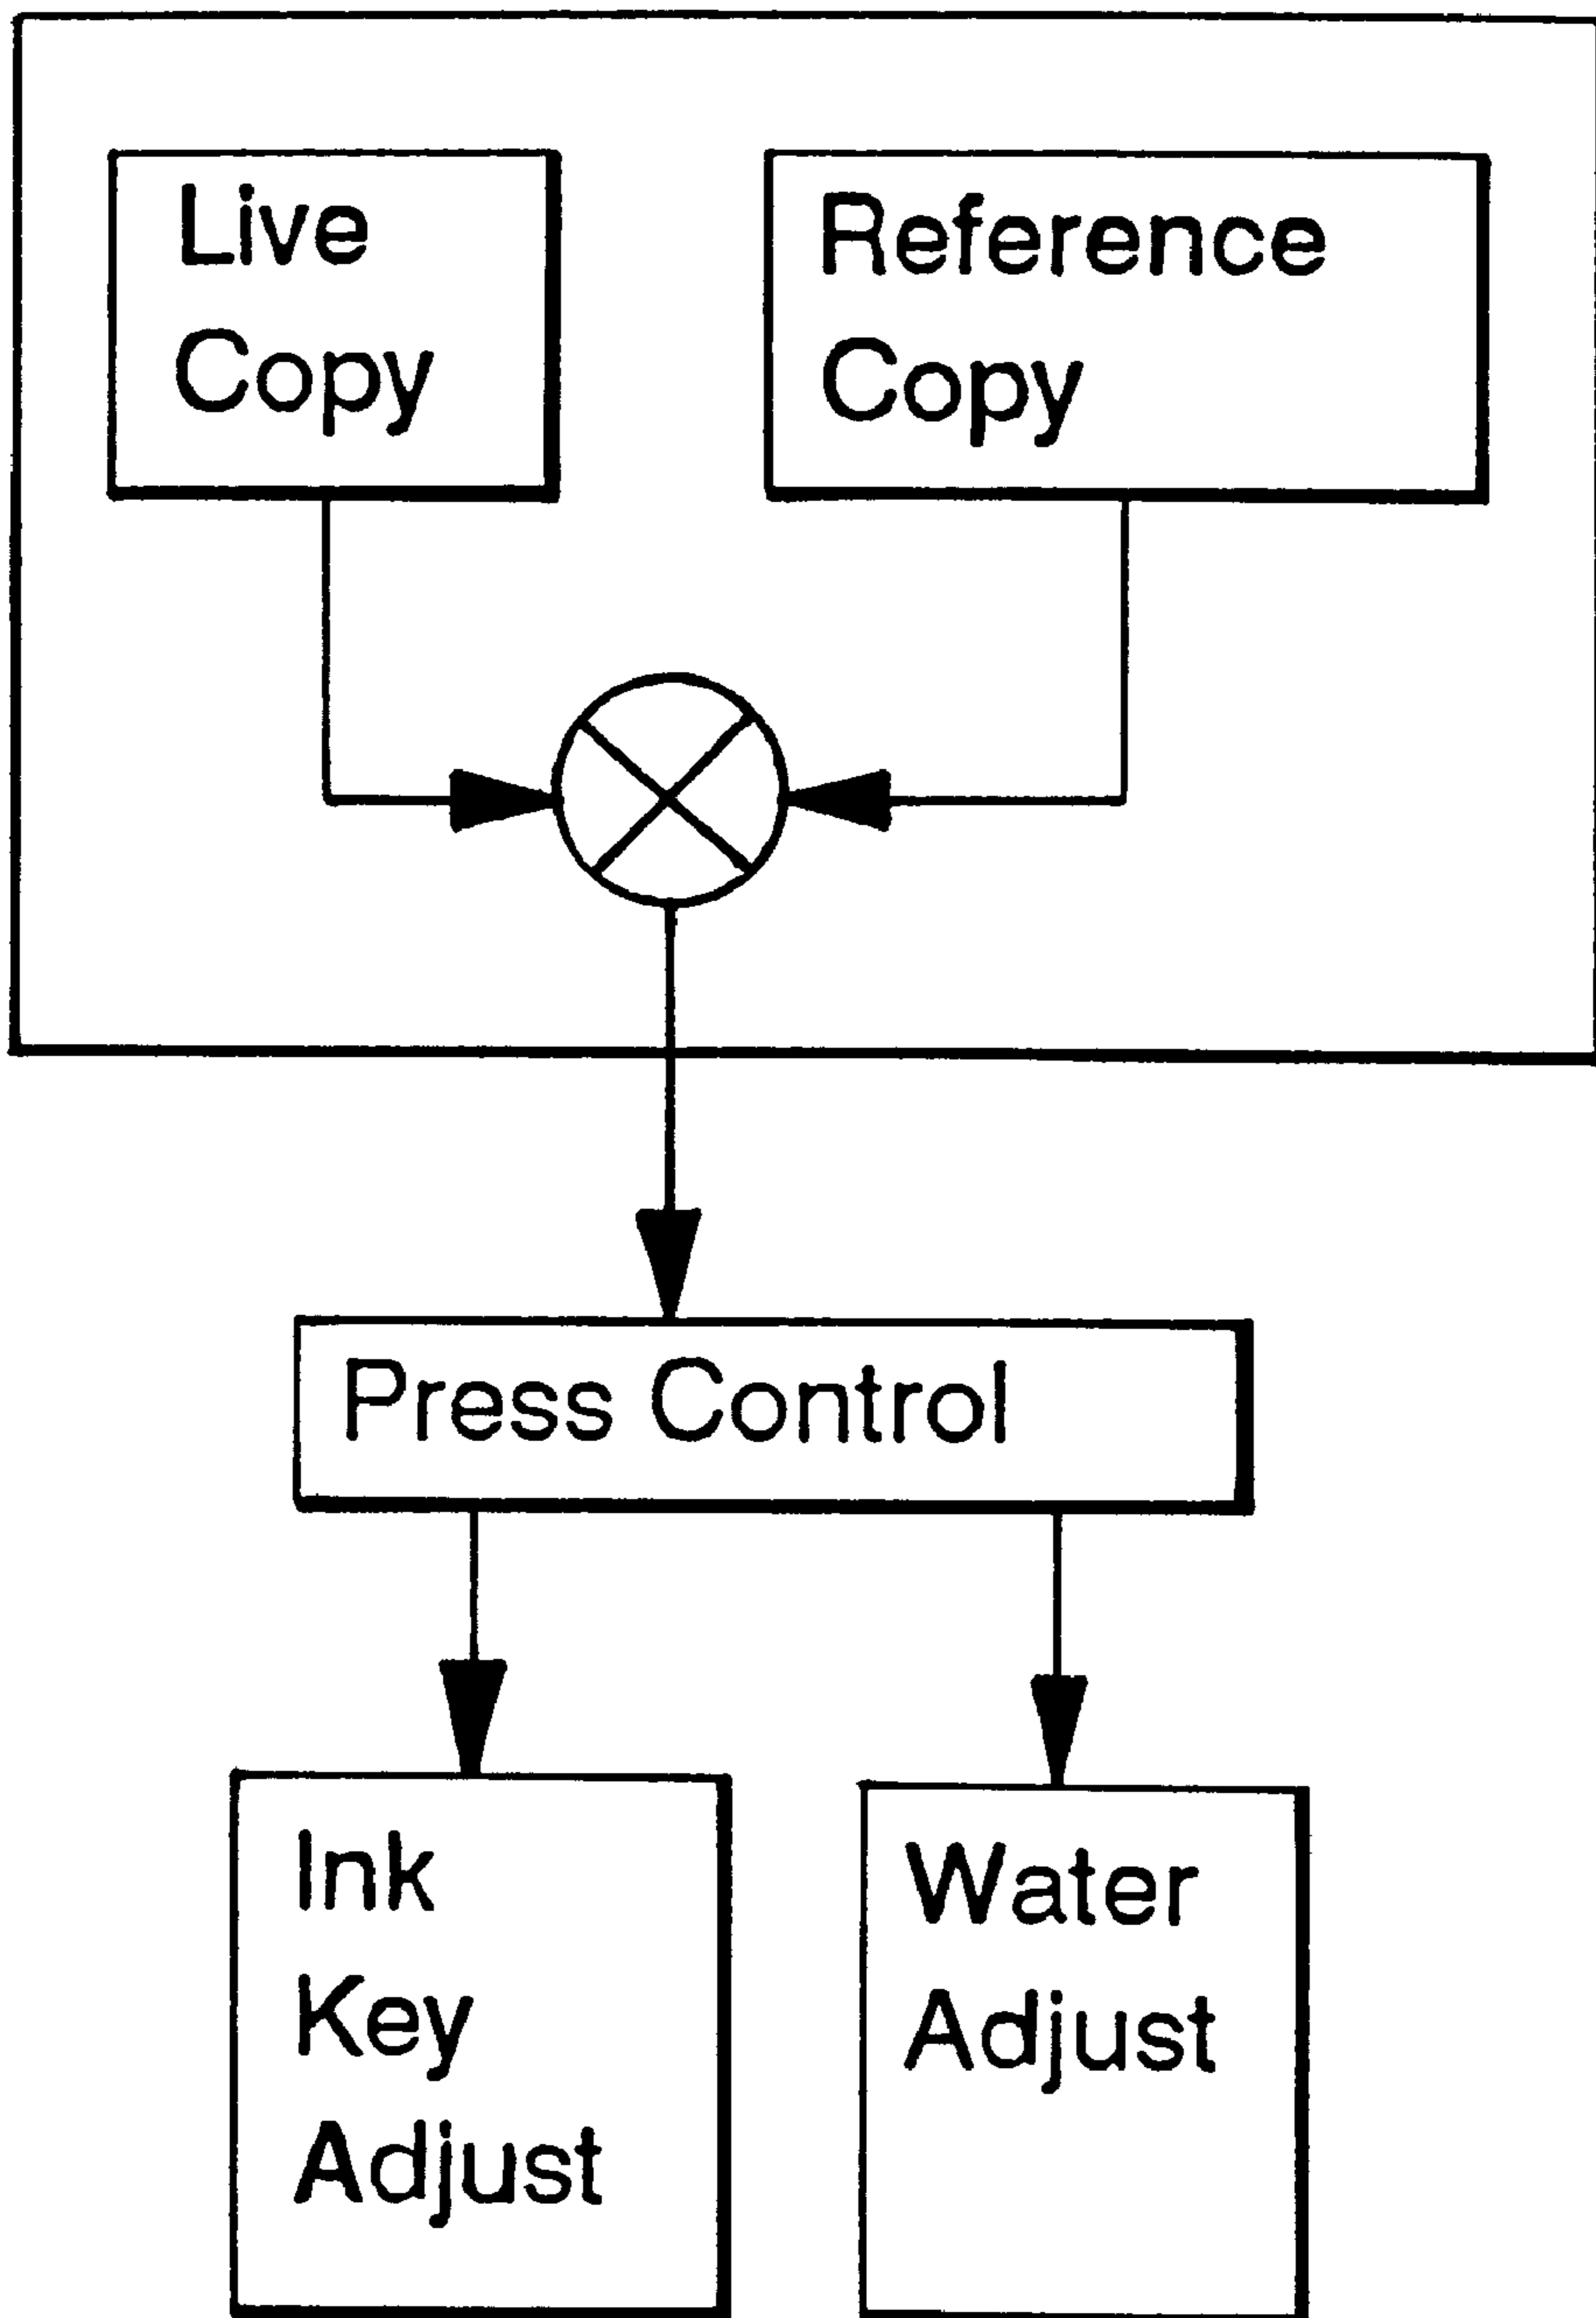 Live
Copy
Reference
Copy
Press Control
Ink
Key
Adjust
Water
Adjust